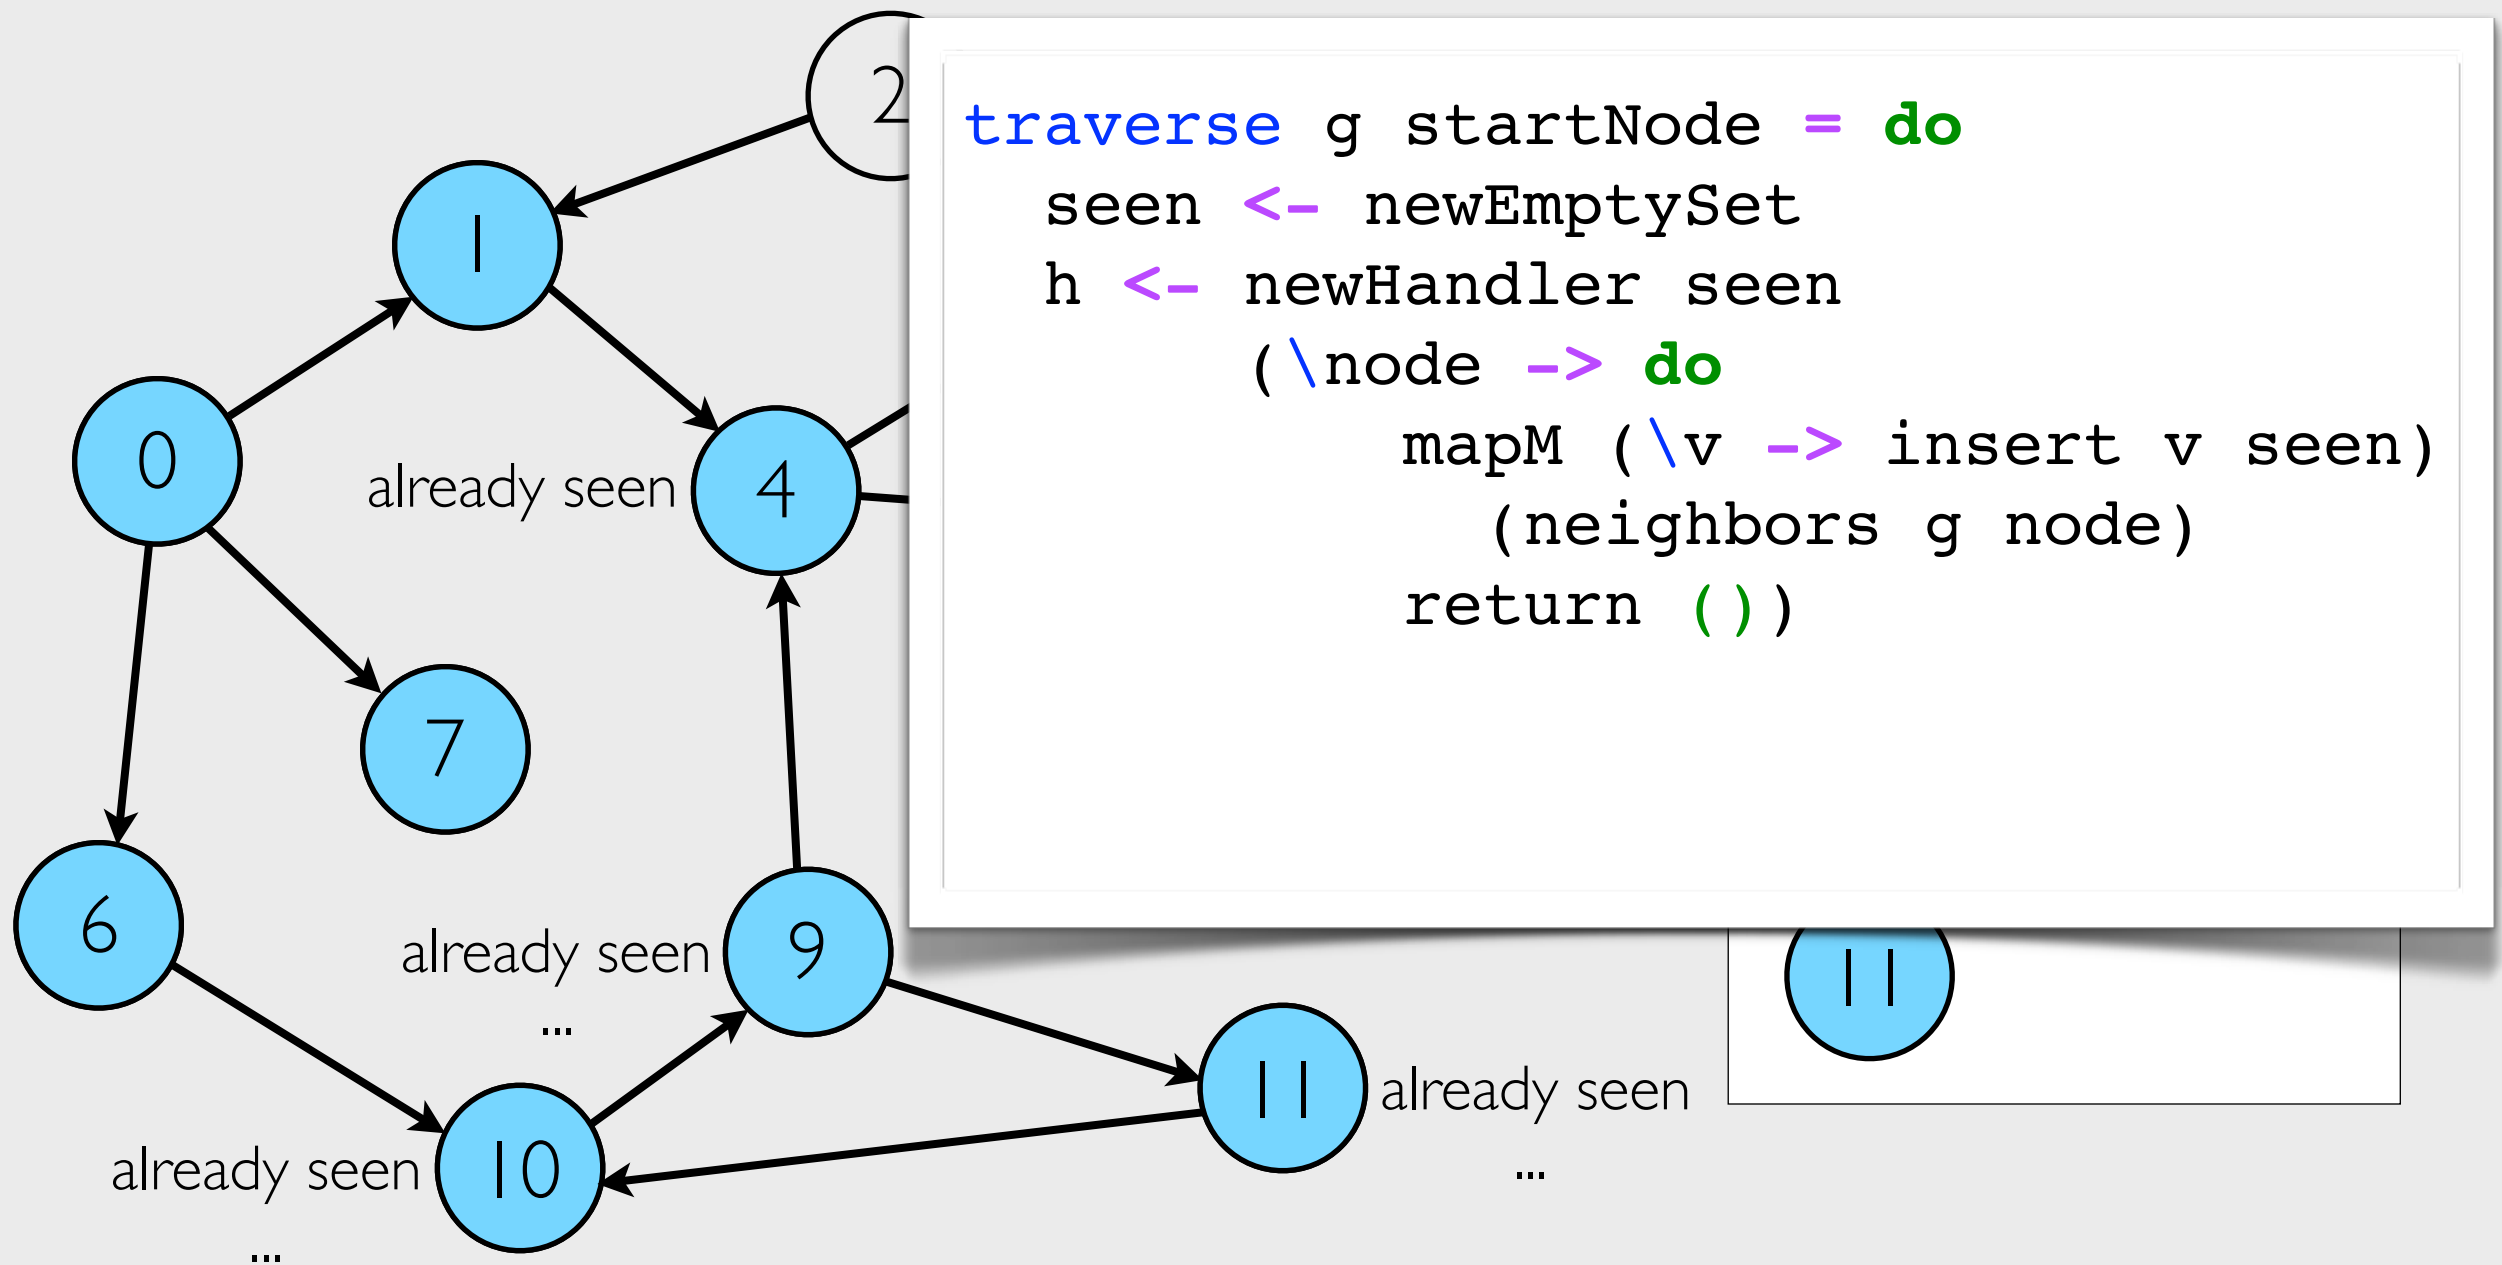 2
traverse g startNode = do
seen <- newEmptySet
h <- newHandler seen
(\node -> do
mapM (\v -> insert v seen)
(neighbors g node)
return ())
1
0
already seen
4
7
6
already seen
9
...
11
11
already seen
...
already seen
10
...